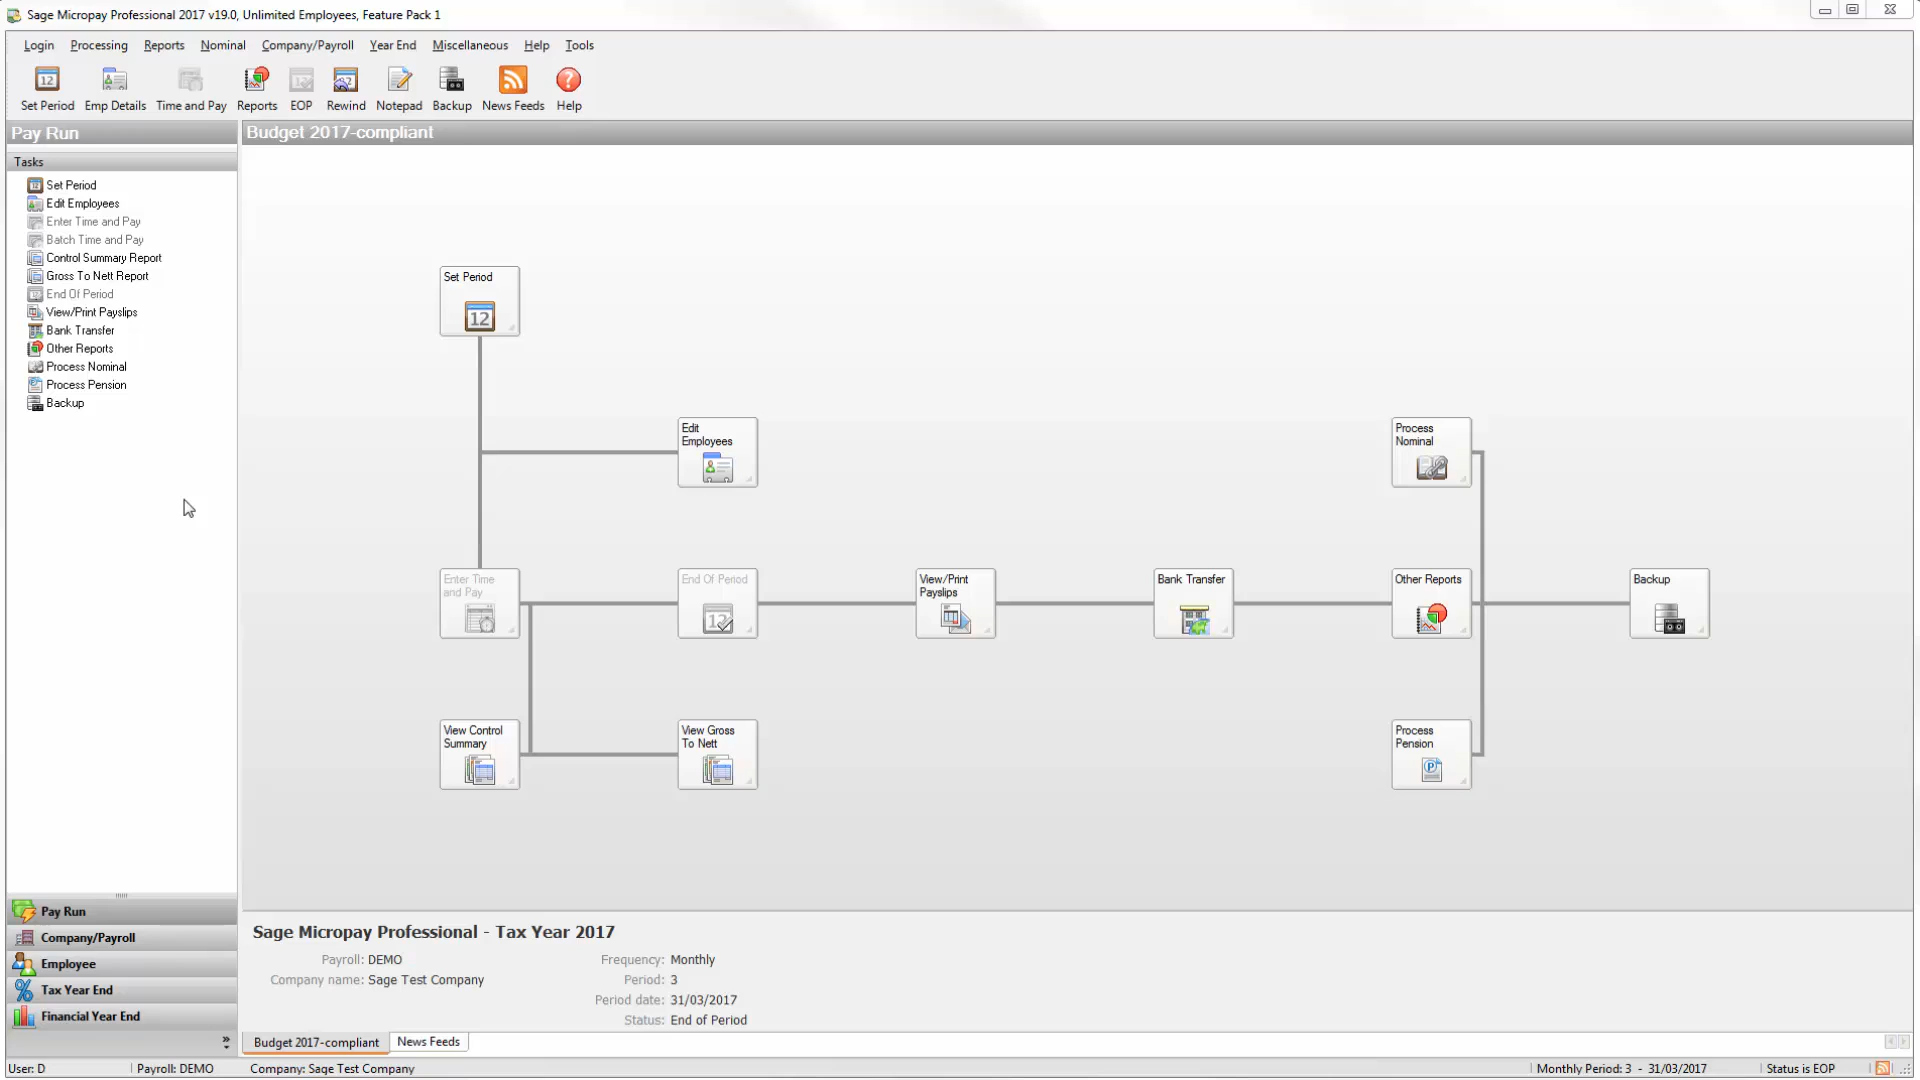 Sage Micropay Professional 2017 v19.0, Unlimited Employees, Feature Pack 1
Login Processing Reports Nominal Company/Payroll Year End Miscellaneous Help Tools
12 12
Set Period Emp Details Time and Pay Reports EOP Rewind Notepad Backup News Feeds Help
Pay Run
Budget 2017-compliant
Tasks
Set Period
Edit Employees
Enter Time and Pay
Batch Time and Pay
Control Summary Report
Gross To Nett Report
End Of Period
View/Print Payslips
Bank Transfer
Other Reports
Process Nominal
Process Pension
Backup
Set Period
12
Edit
Employees
Process
Nominal
Enter Time
and Pay
End Of Period
12
View/Print
Payslips
Bank Transfer
Other Reports
Backup
View Control
Summary
View Gross
To Nett
Process
Pension
P
Pay Run
Company/Payroll
Employee
Tax Year End
Financial Year End
Sage Micropay Professional - Tax Year 2017
Payroll: DEMO
Company name: Sage Test Company
Frequency: Monthly
Period: 3
Period date: 31/03/2017
Status: End of Period
Budget 2017-compliant News Feeds
User: D Payroll: DEMO Company: Sage Test Company Monthly Period: 3 - 31/03/2017 Status is EOP